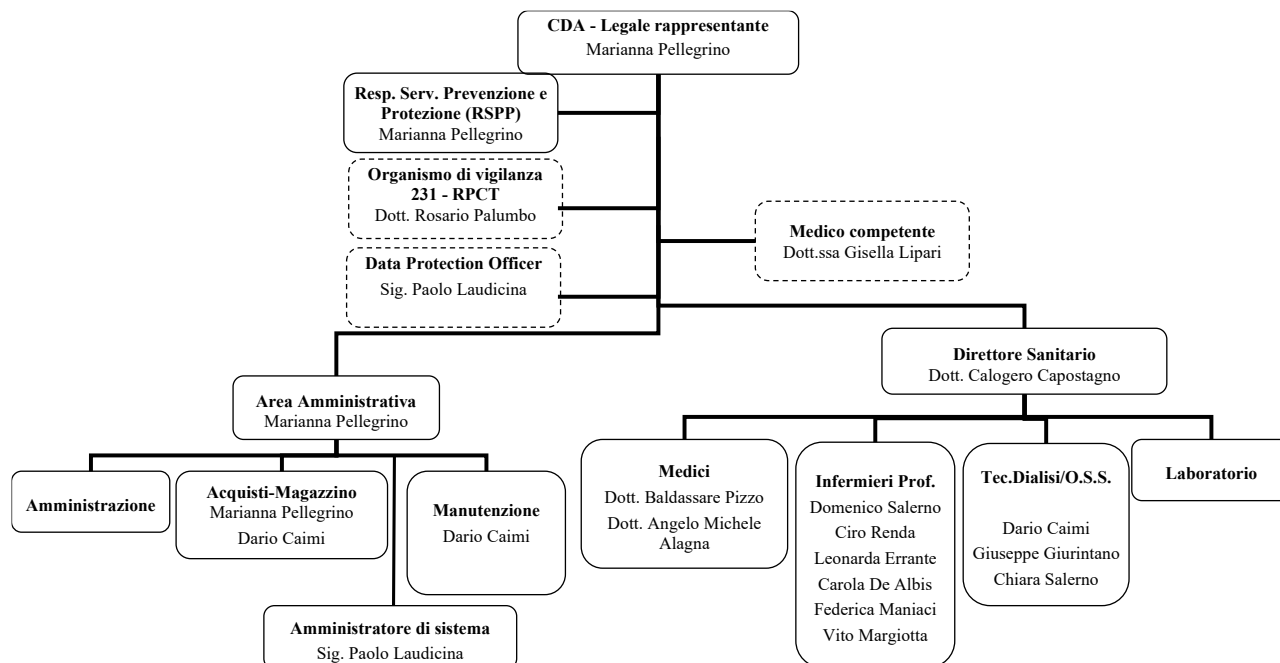 CDA - Legale rappresentante
Marianna Pellegrino
Resp. Serv. Prevenzione e
Protezione (RSPP)
Marianna Pellegrino
Organismo di vigilanza
231 - RPCT
Dott. Rosario Palumbo
Medico competente
Dott.ssa Gisella Lipari
Data Protection Officer
Sig. Paolo Laudicina
Direttore Sanitario
Dott. Calogero Capostagno
Area Amministrativa
Marianna Pellegrino
Amministrazione
Acquisti-Magazzino
Marianna Pellegrino
Dario Caimi
Manutenzione
Dario Caimi
Amministratore di sistema
Sig. Paolo Laudicina
Medici
Dott. Baldassare Pizzo
Dott. Angelo Michele
Alagna
Infermieri Prof.
Domenico Salerno
Ciro Renda
Leonarda Errante
Carola De Albis
Federica Maniaci
Vito Margiotta
Tec.Dialisi/O.S.S.
Dario Caimi
Giuseppe Giurintano
Chiara Salerno
Laboratorio